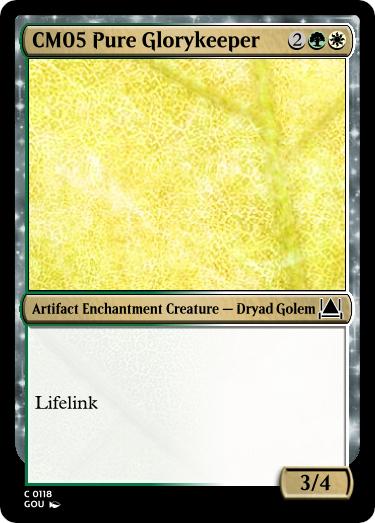 CM05 Pure Glorykeeper 2
Artifact Enchantment Creature — Dryad Golem
Lifelink
3/4
C 0118
GOU